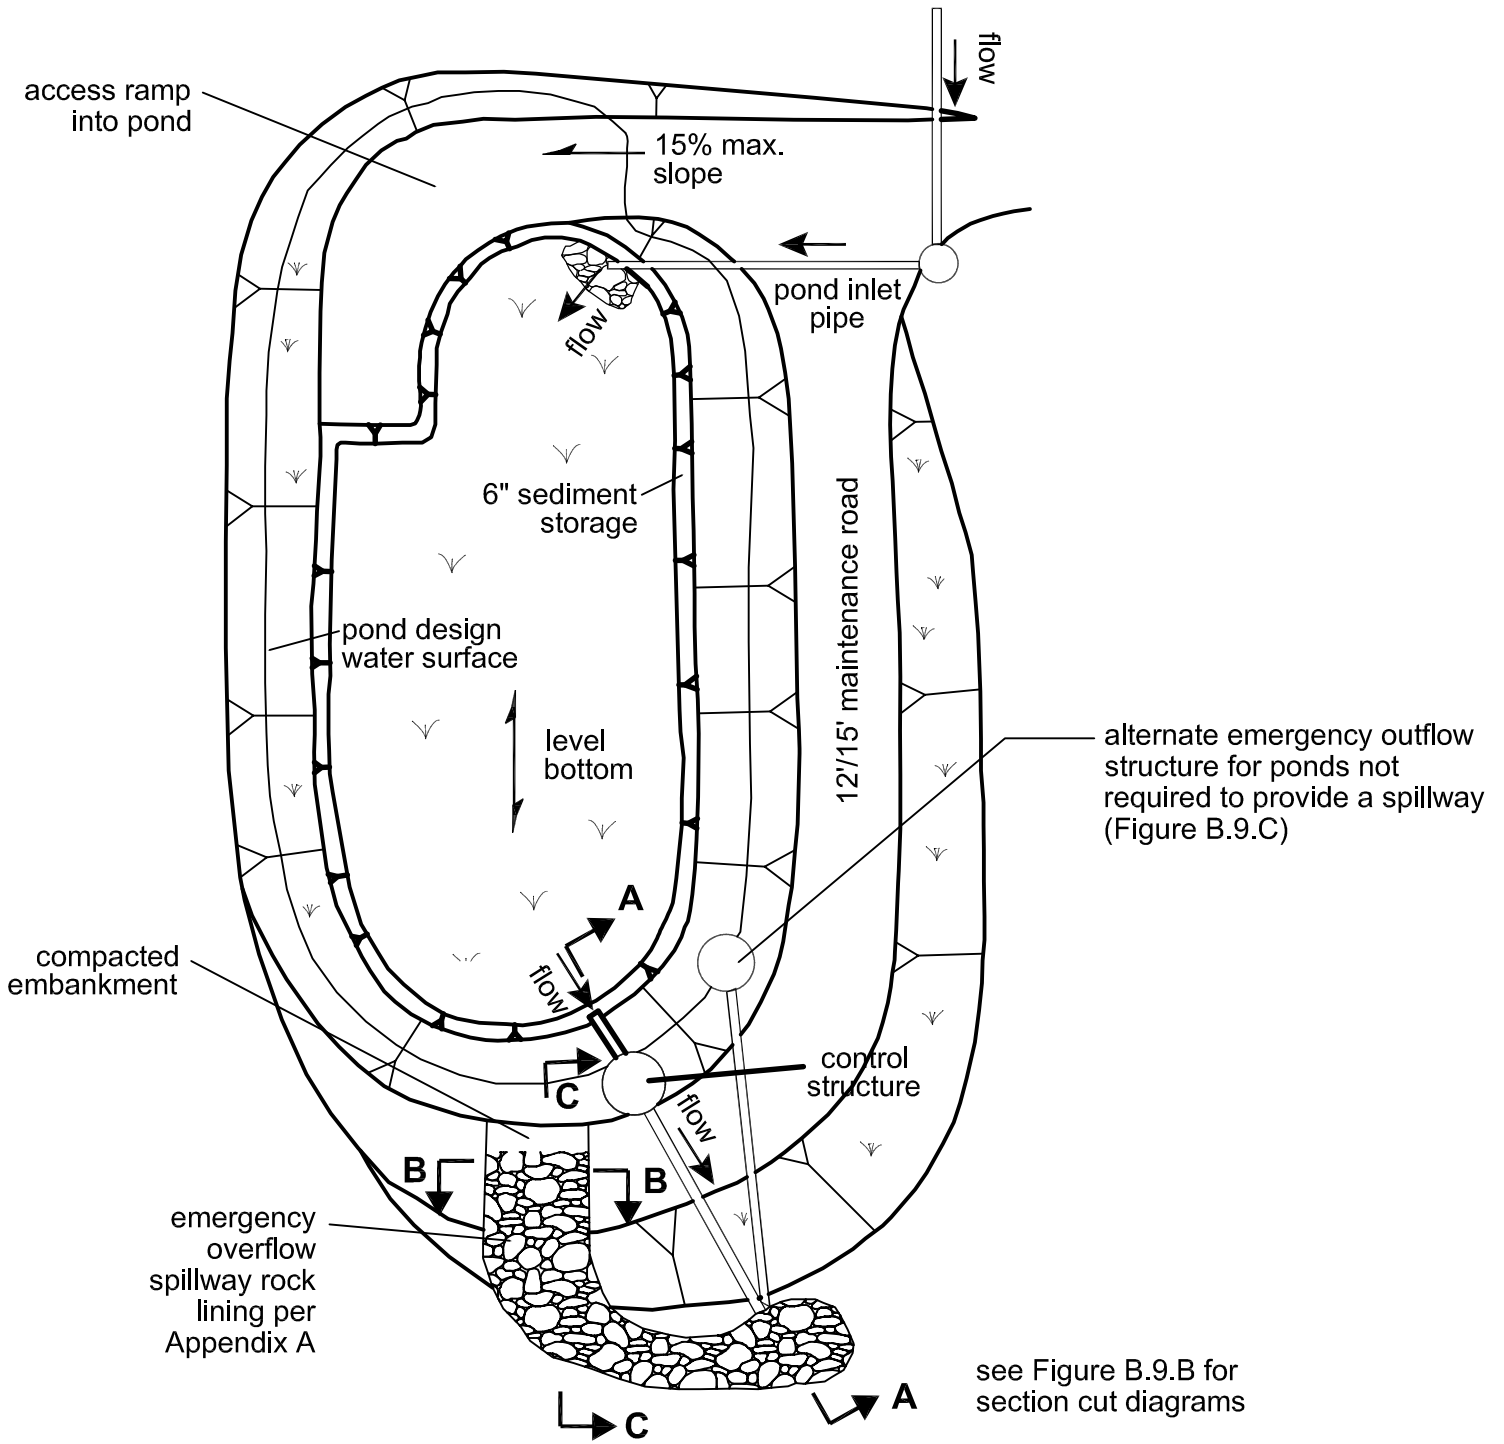 flow
access ramp
into pond
15% max.
slope
pond inlet
pipe
flow
6" sediment
storage
12'/15' maintenance road
pond design
water surface
level
bottom
alternate emergency outflow
structure for ponds not
required to provide a spillway
(Figure B.9.C)
A
compacted
embankment
flow
control
structure
C
flow
B
B
emergency
overflow
spillway rock
lining per
Appendix A
see Figure B.9.B for
section cut diagrams
A
C